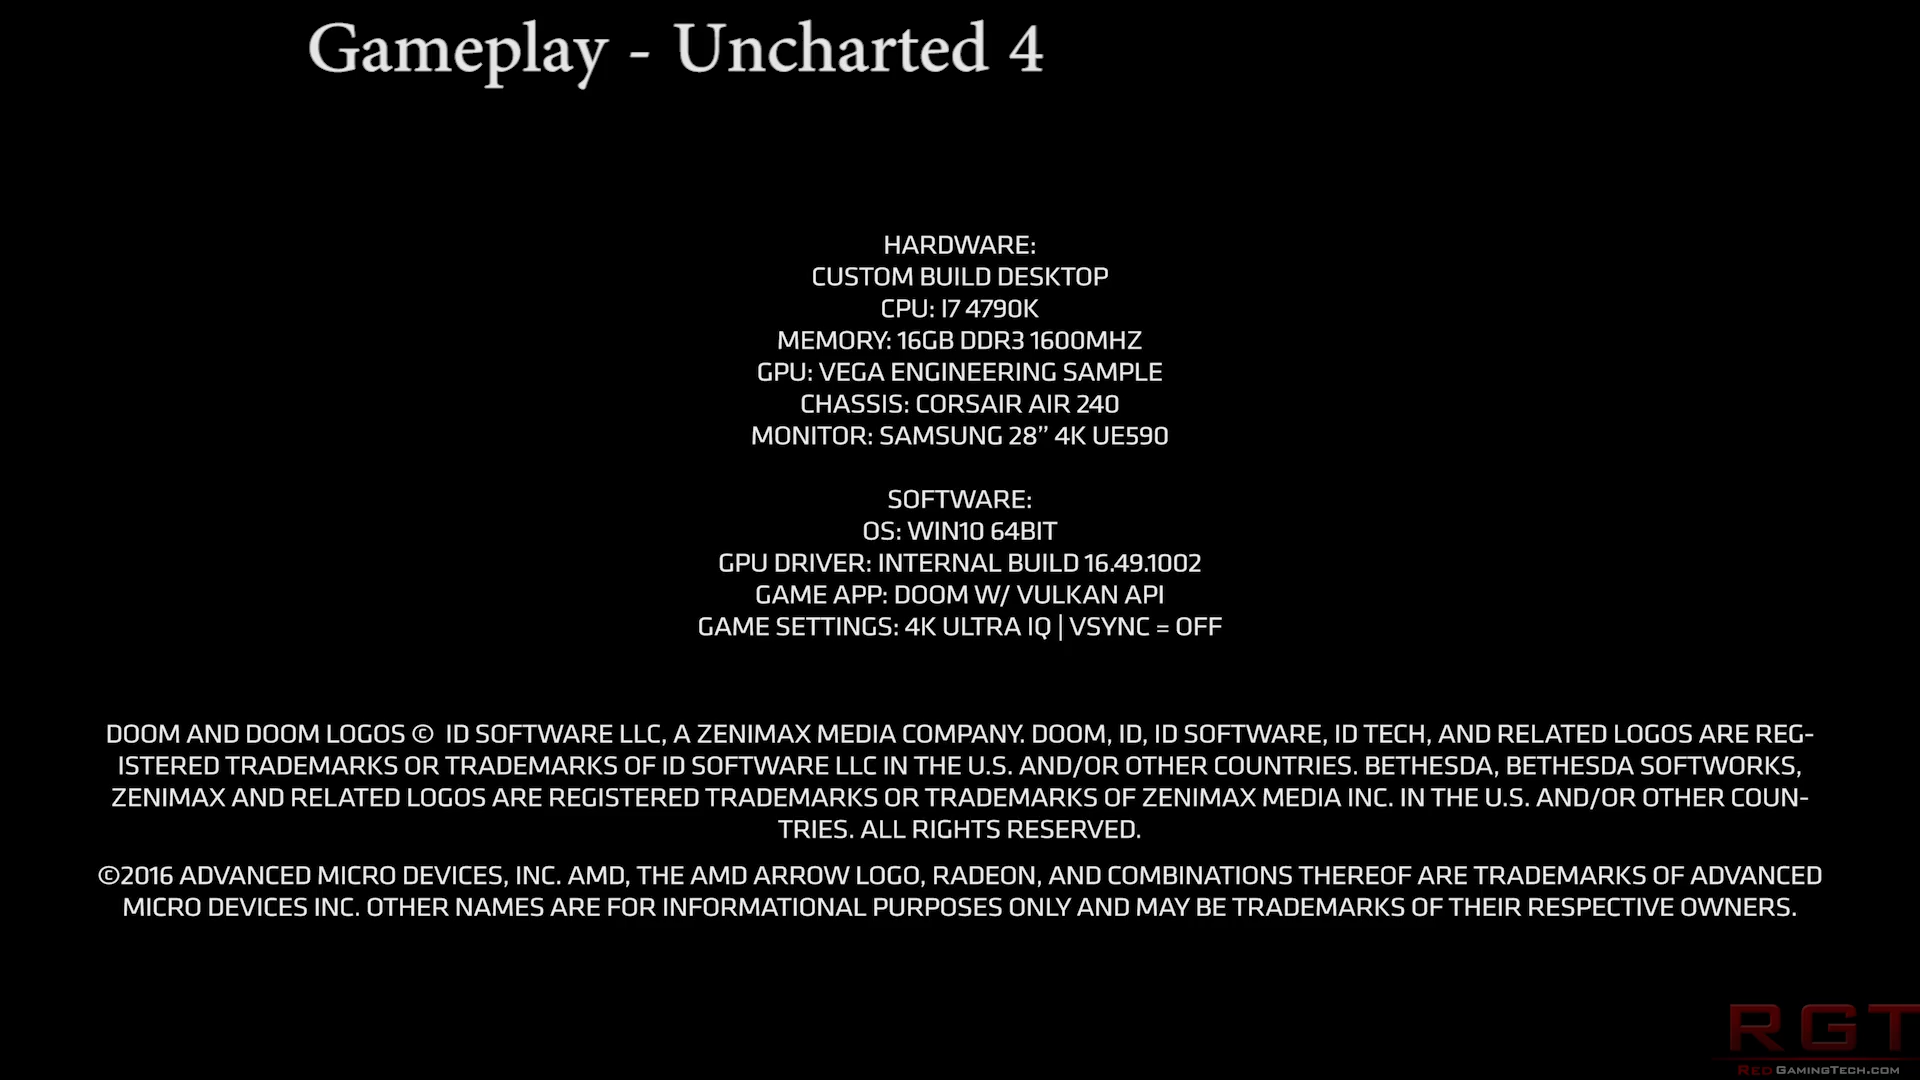 Gameplay - Uncharted 4
HARDWARE:
CUSTOM BUILD DESKTOP
CPU: I7 4790K
MEMORY: 16GB DDR3 1600MHZ
GPU: VEGA ENGINEERING SAMPLE
CHASSIS: CORSAIR AIR 240
MONITOR: SAMSUNG 28” 4K UE590
SOFTWARE:
OS: WIN10 64BIT
GPU DRIVER: INTERNAL BUILD 16.49.1002
GAME APP: DOOM W/ VULKAN API
GAME SETTINGS: 4K ULTRA IQ | VSYNC = OFF
DOOM AND DOOM LOGOS © ID SOFTWARE LLC, A ZENIMAX MEDIA COMPANY. DOOM, ID, ID SOFTWARE, ID TECH, AND RELATED LOGOS ARE REG-
ISTERED TRADEMARKS OR TRADEMARKS OF ID SOFTWARE LLC IN THE U.S. AND/OR OTHER COUNTRIES. BETHESDA, BETHESDA SOFTWORKS,
ZENIMAX AND RELATED LOGOS ARE REGISTERED TRADEMARKS OR TRADEMARKS OF ZENIMAX MEDIA INC. IN THE U.S. AND/OR OTHER COUN-
TRIES. ALL RIGHTS RESERVED.
©2016 ADVANCED MICRO DEVICES, INC. AMD, THE AMD ARROW LOGO, RADEON, AND COMBINATIONS THEREOF ARE TRADEMARKS OF ADVANCED
MICRO DEVICES INC. OTHER NAMES ARE FOR INFORMATIONAL PURPOSES ONLY AND MAY BE TRADEMARKS OF THEIR RESPECTIVE OWNERS.
RGT
REDGAMINGTECH.COM